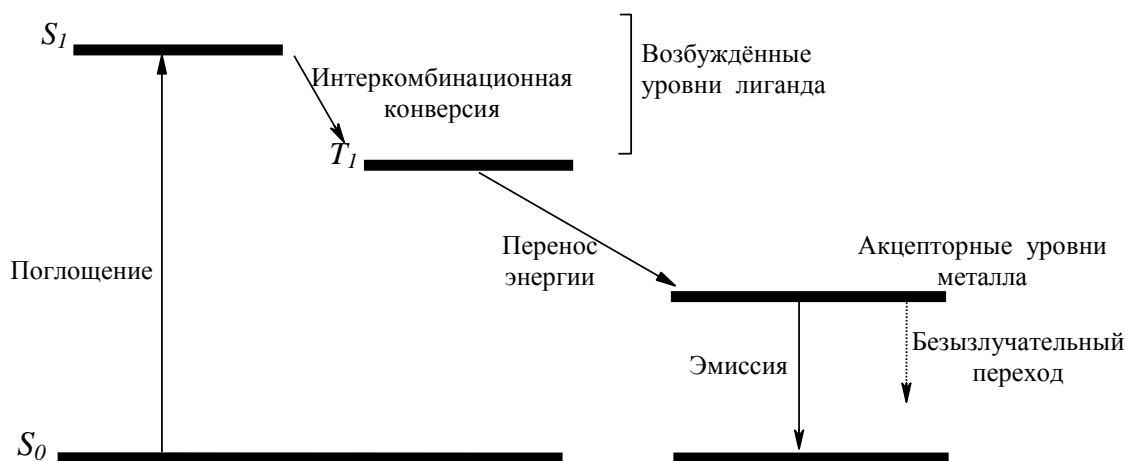 S1
Возбуждённые
уровни лиганда
Интеркомбинационная
конверсия
T1
Перенос
энергии
Акцепторные уровни
металла
Поглощение
Эмиссия
Безызлучательный
переход
S0